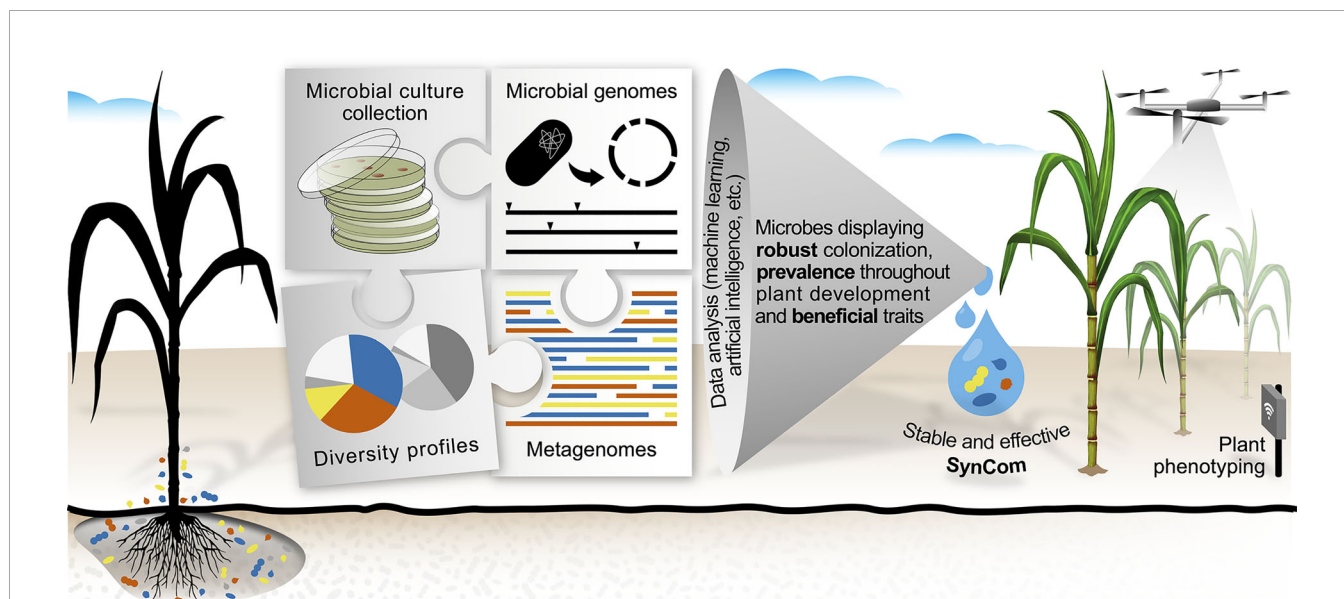 Microbial culture
collection
Microbial genomes
Diversity profiles
Metagenomes
Data analysis (machine learning,
artificial intelligence, etc.)
Microbes displaying
robust colonization,
prevalence throughout
plant development
and beneficial traits
Stable and effective
SynCom
Plant
phenotyping